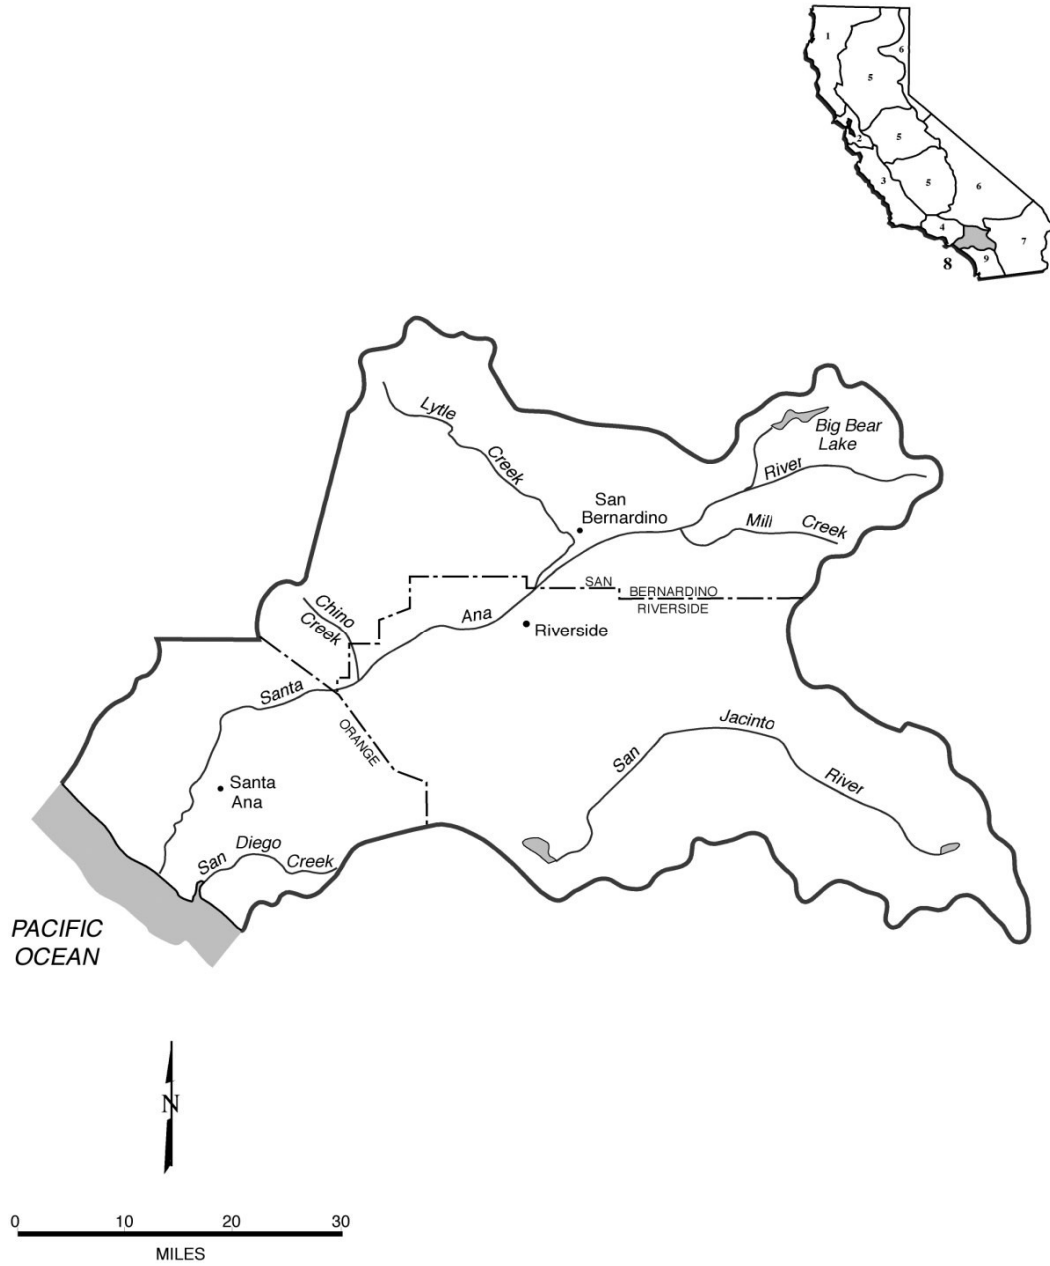 1
6
5
2
5
3
5
6
4
7
8
9
Lytle
Creek
Big Bear
Lake
River
San
Bernardino
Mill Creek
SAN
BERNARDINO
RIVERSIDE
Chino
Creek
Ana
Riverside
Santa
ORANGE
San
Jacinto
River
Santa
Ana
San
Diego
Creek
PACIFIC
OCEAN
N
0 10 20 30
MILES